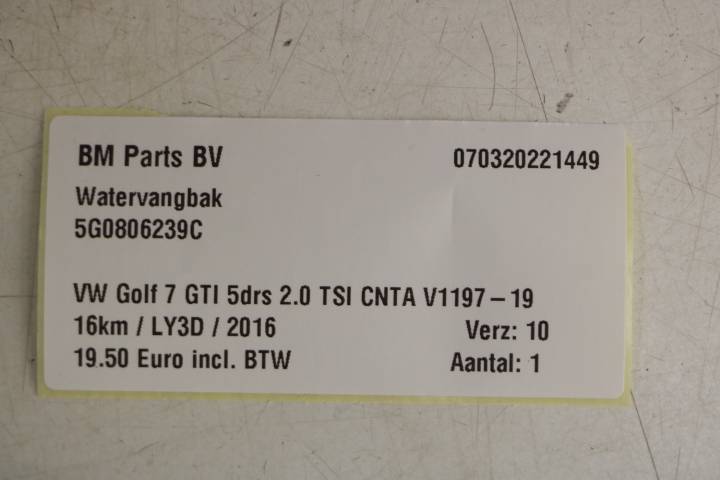 BM Parts BV 070320221449
Watervangbak
5G0806239C
VW Golf 7 GTI 5drs 2.0 TSI CNTA V1197-19
16km / LY3D / 2016 Verz: 10
19.50 Euro incl. BTW Aantal: 1